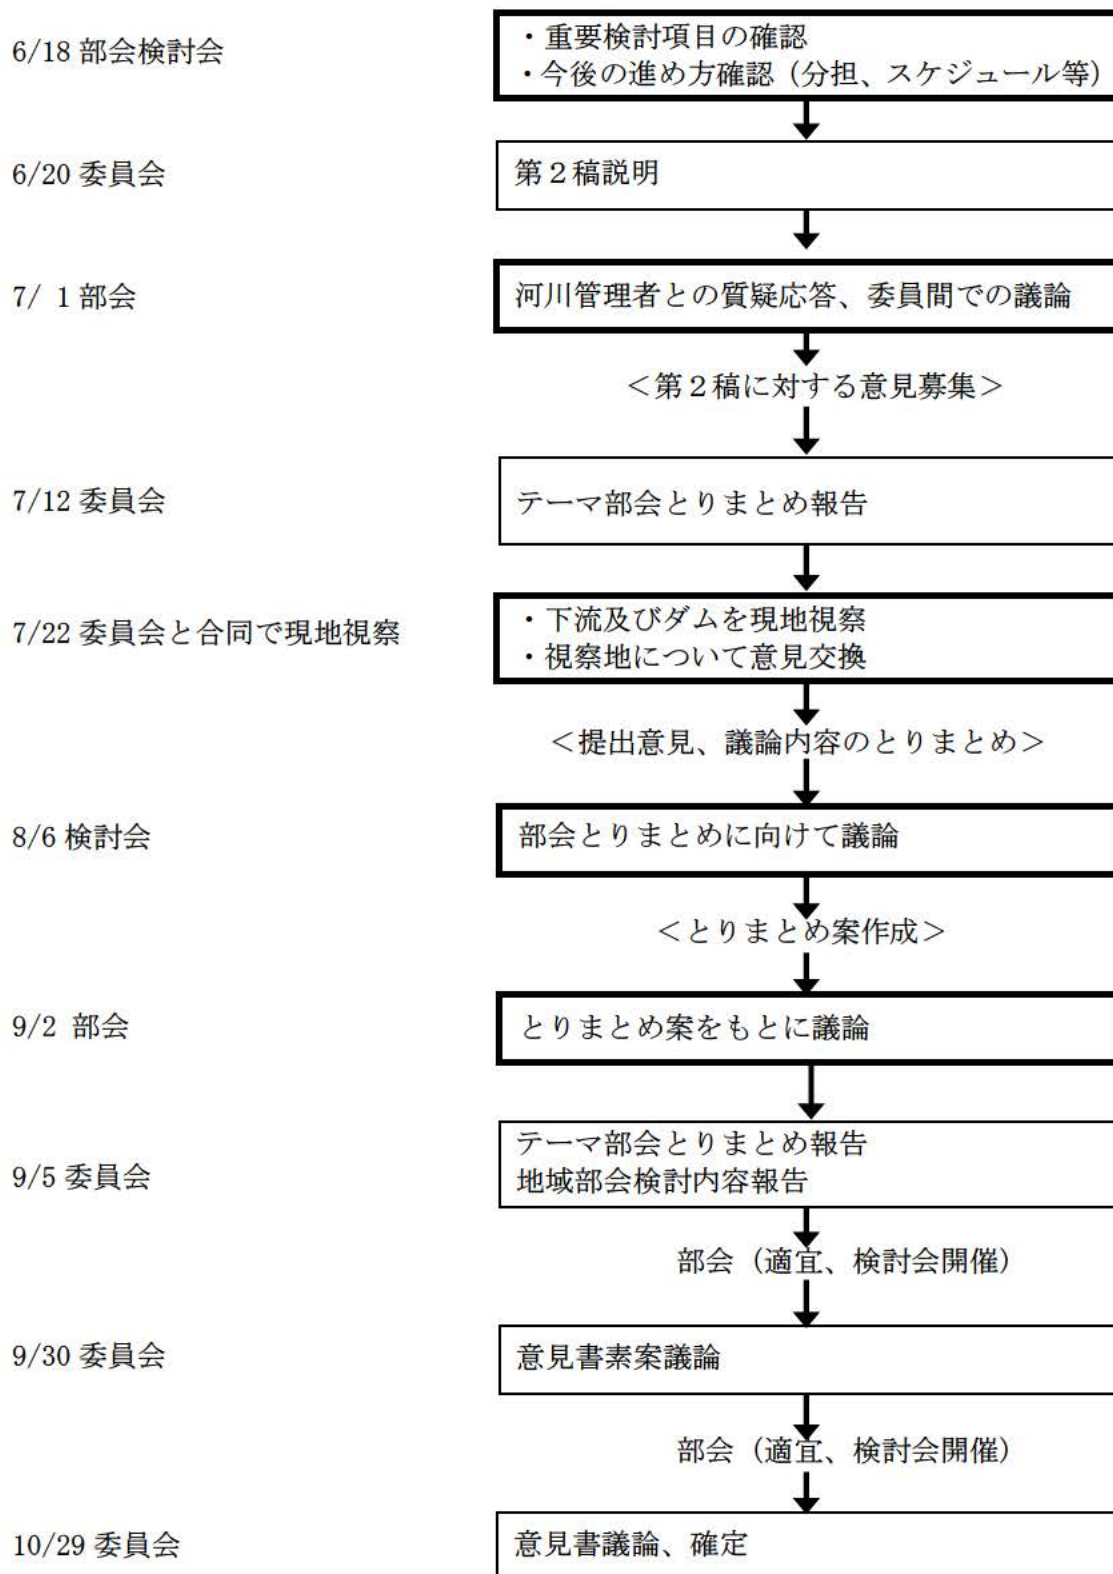 6/18 部会検討会
・重要検討項目の確認
・今後の進め方確認（分担、スケジュール等）
6/20 委員会
第２稿説明
7/ 1 部会
河川管理者との質疑応答、委員間での議論
＜第２稿に対する意見募集＞
7/12 委員会
テーマ部会とりまとめ報告
7/22 委員会と合同で現地視察
・下流及びダムを現地視察
・視察地について意見交換
＜提出意見、議論内容のとりまとめ＞
8/6 検討会
部会とりまとめに向けて議論
＜とりまとめ案作成＞
9/2 部会
とりまとめ案をもとに議論
9/5 委員会
テーマ部会とりまとめ報告
地域部会検討内容報告
部会（適宜、検討会開催）
9/30 委員会
意見書素案議論
部会（適宜、検討会開催）
10/29 委員会
意見書議論、確定